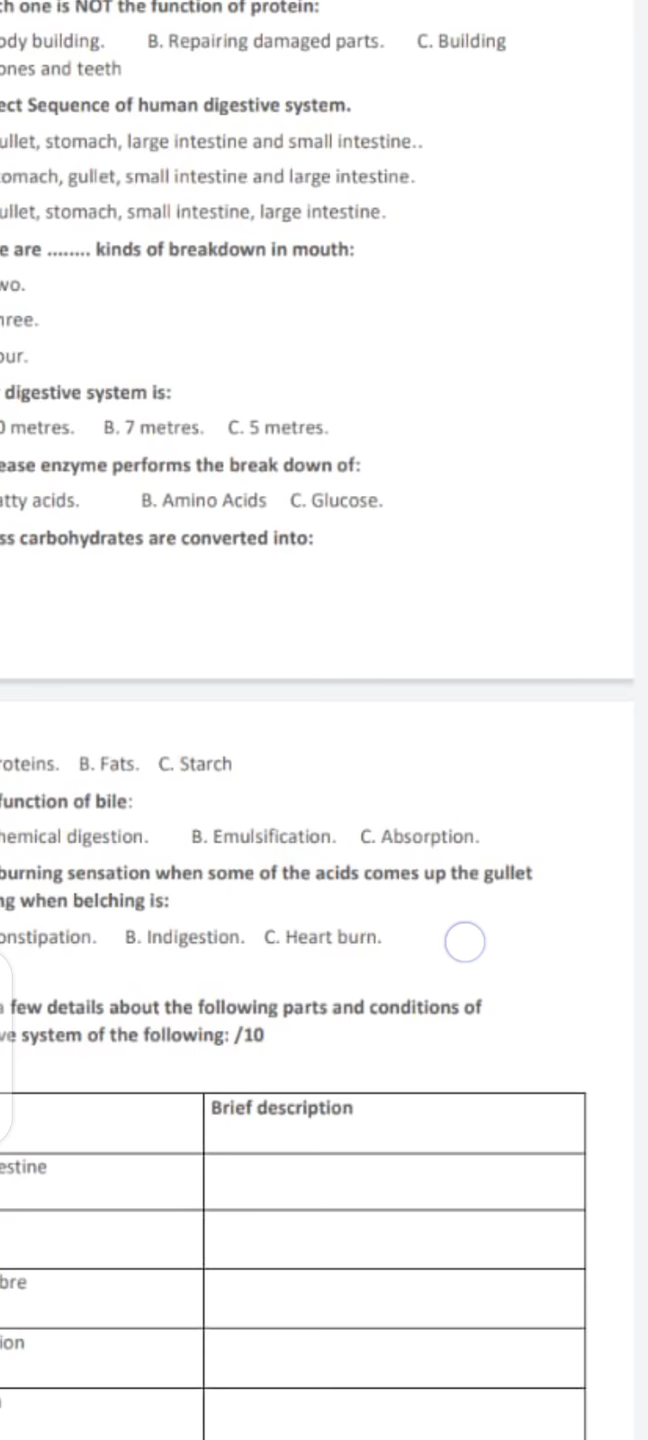 ch one is NOT the function of protein:
ody building. B. Repairing damaged parts. C. Building
ones and teeth
ect Sequence of human digestive system.
ullet, stomach, large intestine and small intestine..
omach, gullet, small intestine and large intestine.
ullet, stomach, small intestine, large intestine.
e are ........ kinds of breakdown in mouth:
wo.
hree.
our.
digestive system is:
0 metres. B. 7 metres. C. 5 metres.
ease enzyme performs the break down of:
atty acids. B. Amino Acids C. Glucose.
ss carbohydrates are converted into:
roteins. B. Fats. C. Starch
function of bile:
hemical digestion. B. Emulsification. C. Absorption.
burning sensation when some of the acids comes up the gullet
ng when belching is:
onstipation. B. Indigestion. C. Heart burn.
a few details about the following parts and conditions of
ve system of the following: /10
Brief description
estine
bre
ion